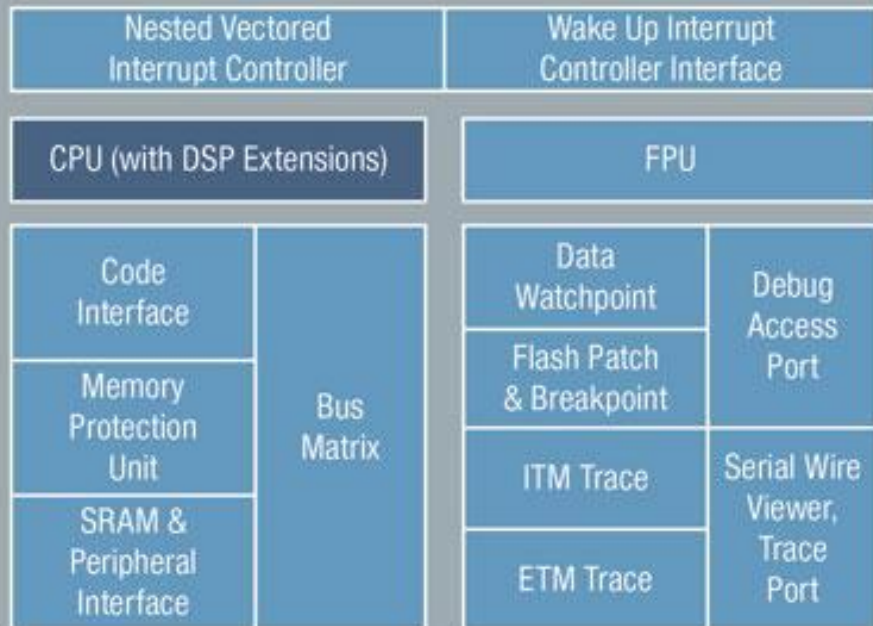 Nested Vectored
Interrupt Controller
Wake Up Interrupt
Controller Interface
CPU (with DSP Extensions)
FPU
Code
Interface
Memory
Protection
Unit
SRAM &
Peripheral
Interface
Bus
Matrix
Data
Watchpoint
Flash Patch
& Breakpoint
ITM Trace
ETM Trace
Debug
Access
Port
Serial Wire
Viewer,
Trace
Port